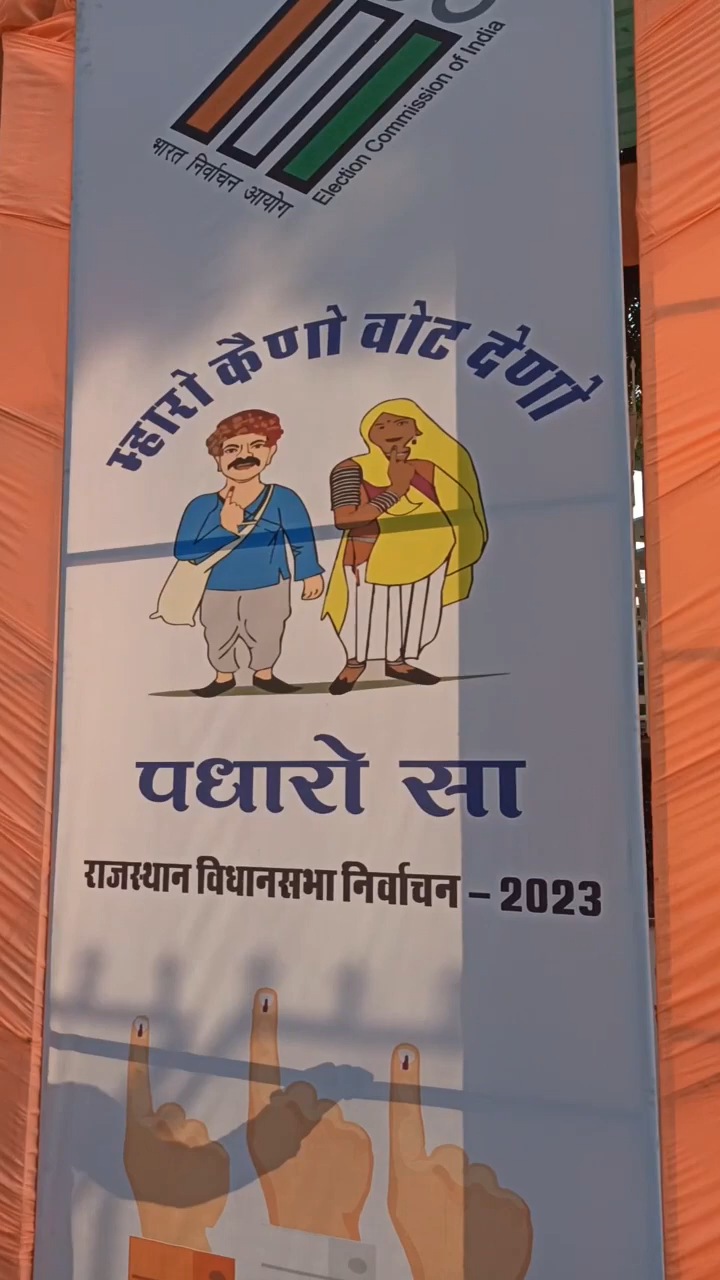 भारत निर्वाचन आयोग
Election Commission of India
म्हारो कैणो वोट देणो
पधारो सा
राजस्थान विधानसभा निर्वाचन – 2023